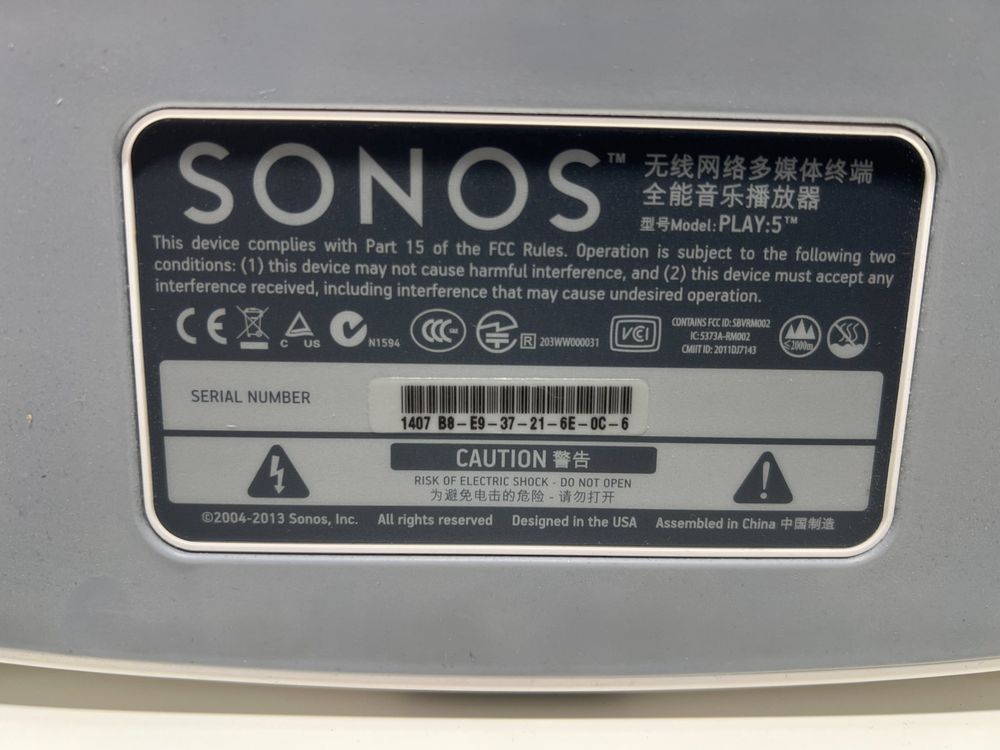 SONOS™
无线网络多媒体终端
全能音乐播放器
型号Model: PLAY:5™
This device complies with Part 15 of the FCC Rules. Operation is subject to the following two
conditions: (1) this device may not cause harmful interference, and (2) this device must accept any
interference received, including interference that may cause undesired operation.
CE
C US
N1594
CCC
R 203WW000031
VCI
CONTAINS FCC ID: SBVRM002
IC: 5373A-RM002
CMIIT ID: 2011DJ7143
≤2000m
SERIAL NUMBER
1407 B8-E9-37-21-6E-0C-6
CAUTION 警告
RISK OF ELECTRIC SHOCK - DO NOT OPEN
为避免电击的危险 - 请勿打开
©2004-2013 Sonos, Inc. All rights reserved Designed in the USA Assembled in China 中国制造